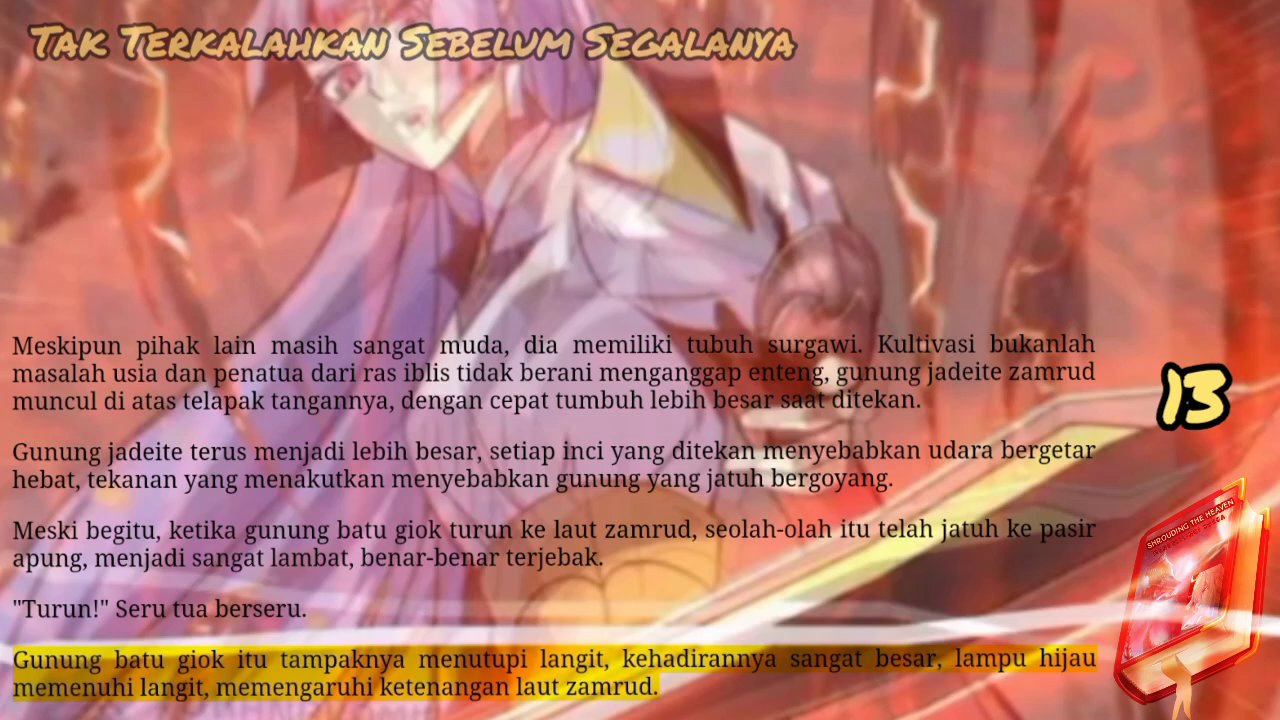 Tak Terkalahkan Sebelum Segalanya
Meskipun pihak lain masih sangat muda, dia memiliki tubuh surgawi. Kultivasi bukanlah
masalah usia dan penatua dari ras iblis tidak berani menganggap enteng, gunung jadeite zamrud
muncul di atas telapak tangannya, dengan cepat tumbuh lebih besar saat ditekan.
Gunung jadeite terus menjadi lebih besar, setiap inci yang ditekan menyebabkan udara bergetar
hebat, tekanan yang menakutkan menyebabkan gunung yang jatuh bergoyang.
Meski begitu, ketika gunung batu giok turun ke laut zamrud, seolah-olah itu telah jatuh ke pasir
apung, menjadi sangat lambat, benar-benar terjebak.
"Turun!" Seru tua berseru.
Gunung batu giok itu tampaknya menutupi langit, kehadirannya sangat besar, lampu hijau
memenuhi langit, memengaruhi ketenangan laut zamrud.
13
SHROUDING THE HEAVEN